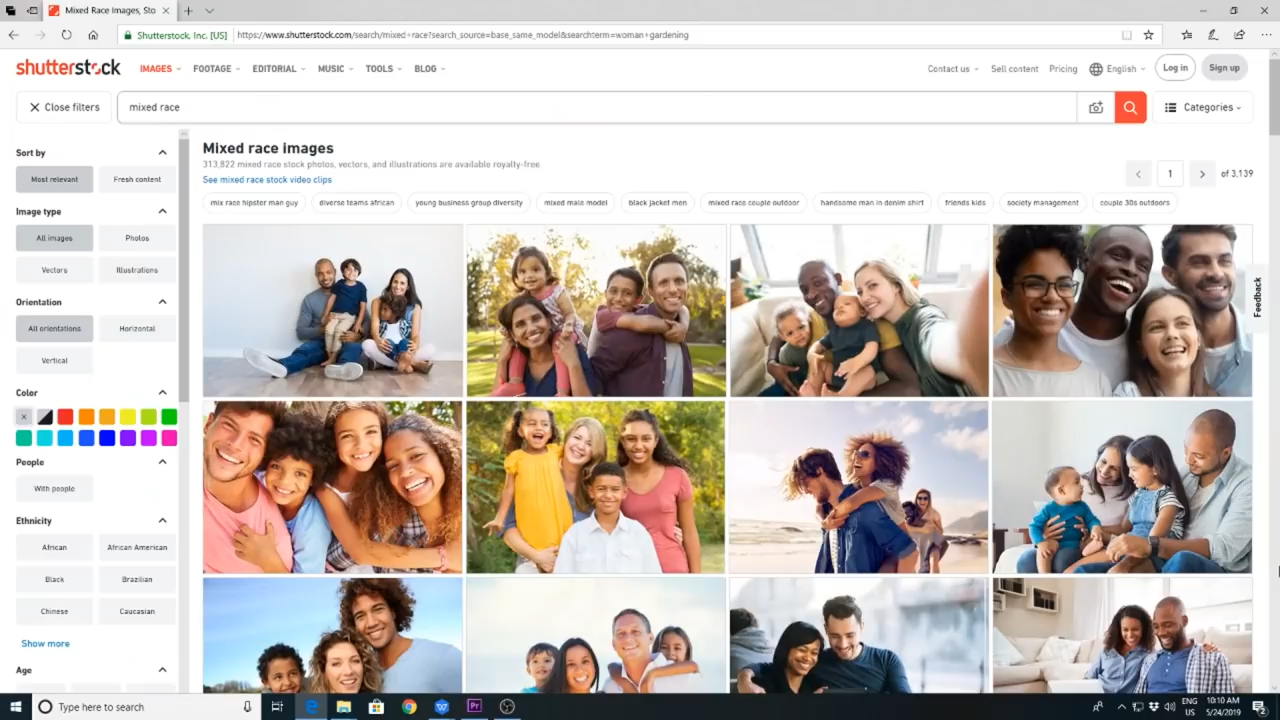 Mixed Race Images, Sto
Shutterstock, Inc. [US]
https://www.shutterstock.com/search/mixed+race?search_source=base_same_model&searchterm=woman+gardening
shutterstock
IMAGES
FOOTAGE
EDITORIAL
MUSIC
TOOLS
BLOG
Contact us
Sell content
Pricing
English
Log in
Sign up
Close filters
mixed race
Categories
Sort by
Most relevant
Fresh content
Image type
All images
Photos
Vectors
Illustrations
Orientation
All orientations
Horizontal
Vertical
Color
People
With people
Ethnicity
African
African American
Black
Brazilian
Chinese
Caucasian
Show more
Age
Mixed race images
313,822 mixed race stock photos, vectors, and illustrations are available royalty-free.
See mixed race stock video clips
1
of 3,139
mix race hipster man guy
diverse teams african
young business group diversity
mixed male model
black jacket men
mixed race couple outdoor
handsome man in denim shirt
friends kids
society management
couple 30s outdoors
Feedback
Type here to search
Pr
ENG
US
10:10 AM
5/24/2019
2